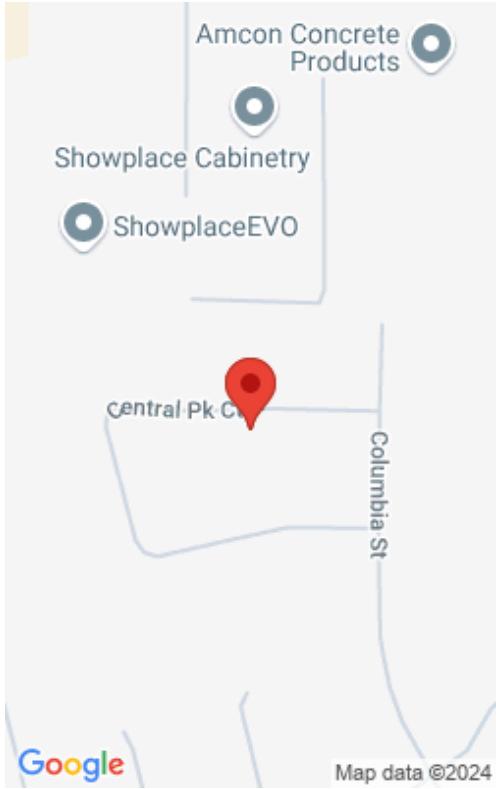 Amcon Concrete
Products
Showplace Cabinetry
ShowplaceEVO
Central Pk C
Columbia St
Google
Map data ©2024